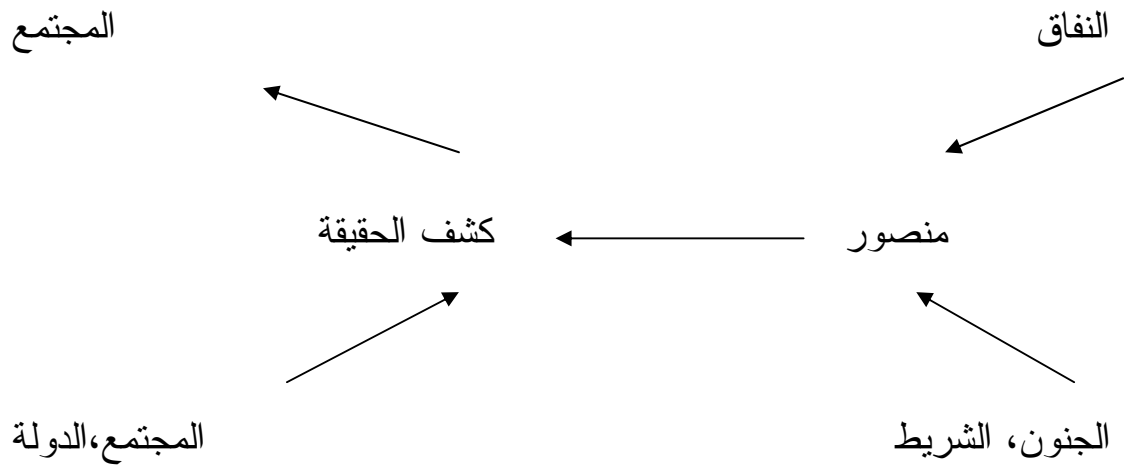 النفاق
المجتمع
منصور
كشف الحقيقة
الجنون، الشريط
المجتمع،الدولة